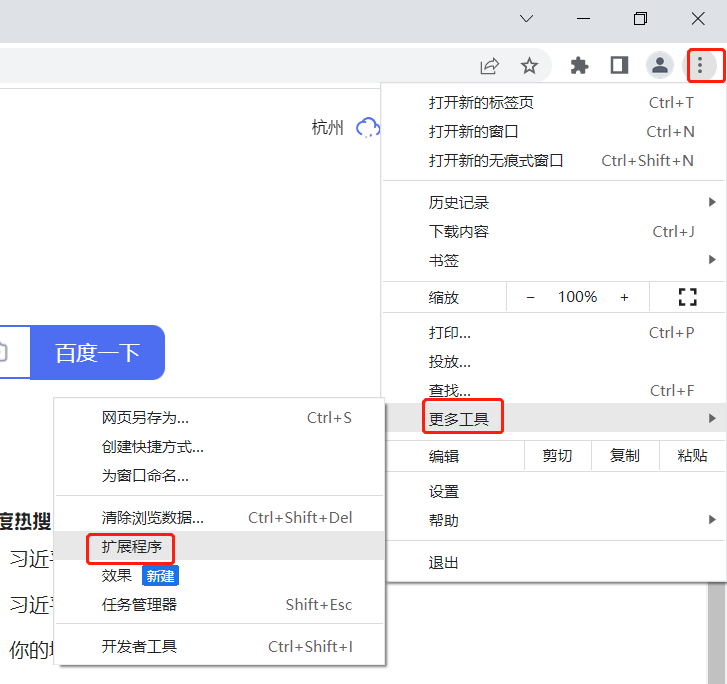 杭州
打开新的标签页 Ctrl+T
打开新的窗口 Ctrl+N
打开新的无痕式窗口 Ctrl+Shift+N
历史记录
下载内容 Ctrl+J
书签
缩放 − 100% +
打印... Ctrl+P
投放...
查找... Ctrl+F
更多工具
编辑 剪切 复制 粘贴
设置
帮助
退出
百度一下
网页另存为... Ctrl+S
创建快捷方式...
为窗口命名...
清除浏览数据... Ctrl+Shift+Del
扩展程序
效果 新建
任务管理器 Shift+Esc
开发者工具 Ctrl+Shift+I
度热搜
习近
习近
你的